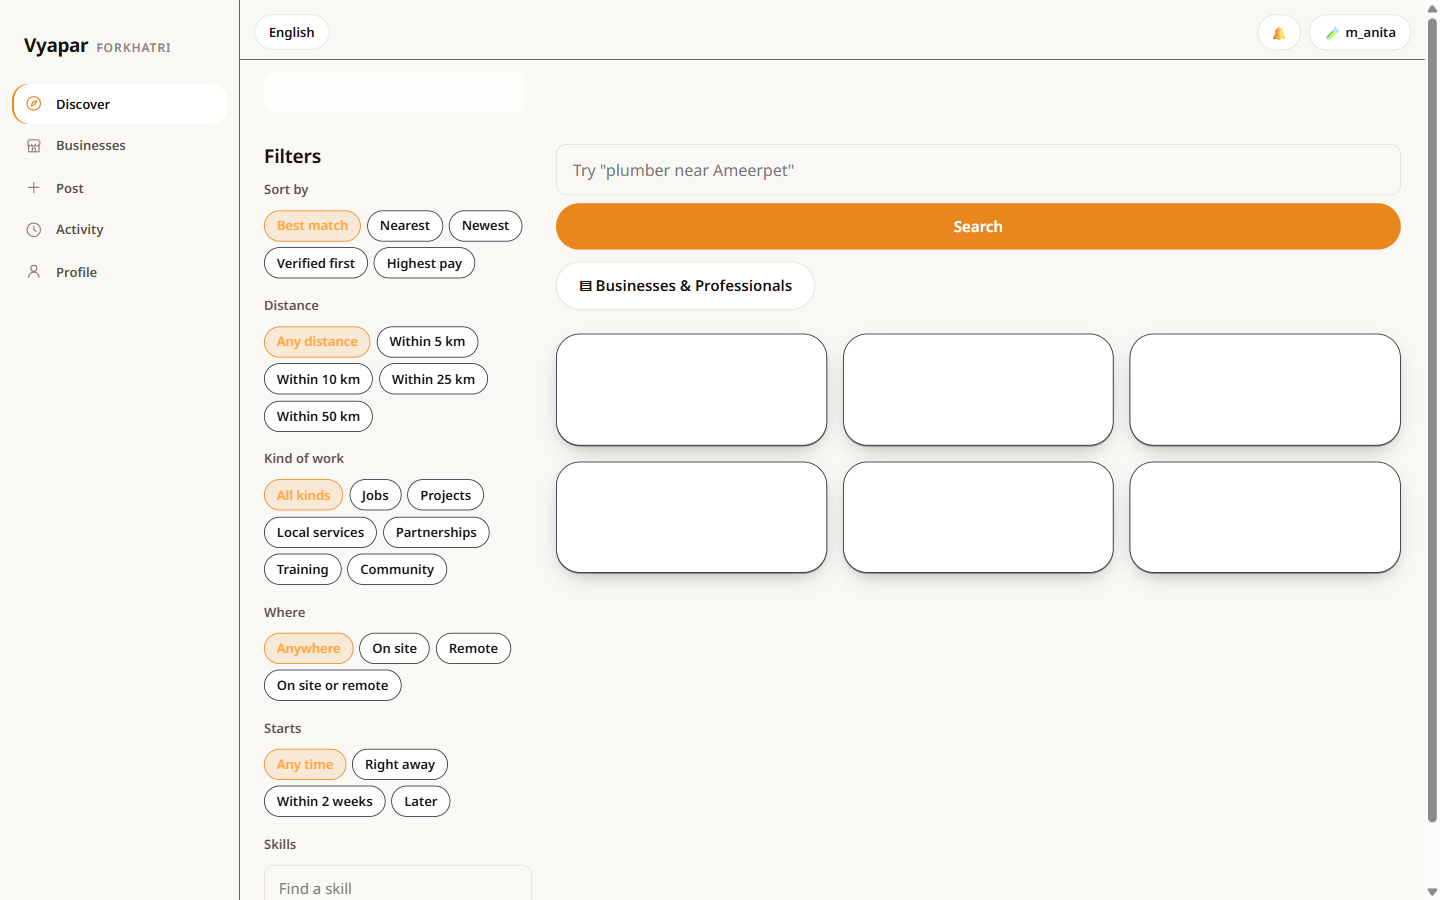 Vyapar FORKHATRI
Discover
Businesses
Post
Activity
Profile
English
m_anita
Filters
Sort by
Best match
Nearest
Newest
Verified first
Highest pay
Distance
Any distance
Within 5 km
Within 10 km
Within 25 km
Within 50 km
Kind of work
All kinds
Jobs
Projects
Local services
Partnerships
Training
Community
Where
Anywhere
On site
Remote
On site or remote
Starts
Any time
Right away
Within 2 weeks
Later
Skills
Find a skill
Try "plumber near Ameerpet"
Search
Businesses & Professionals